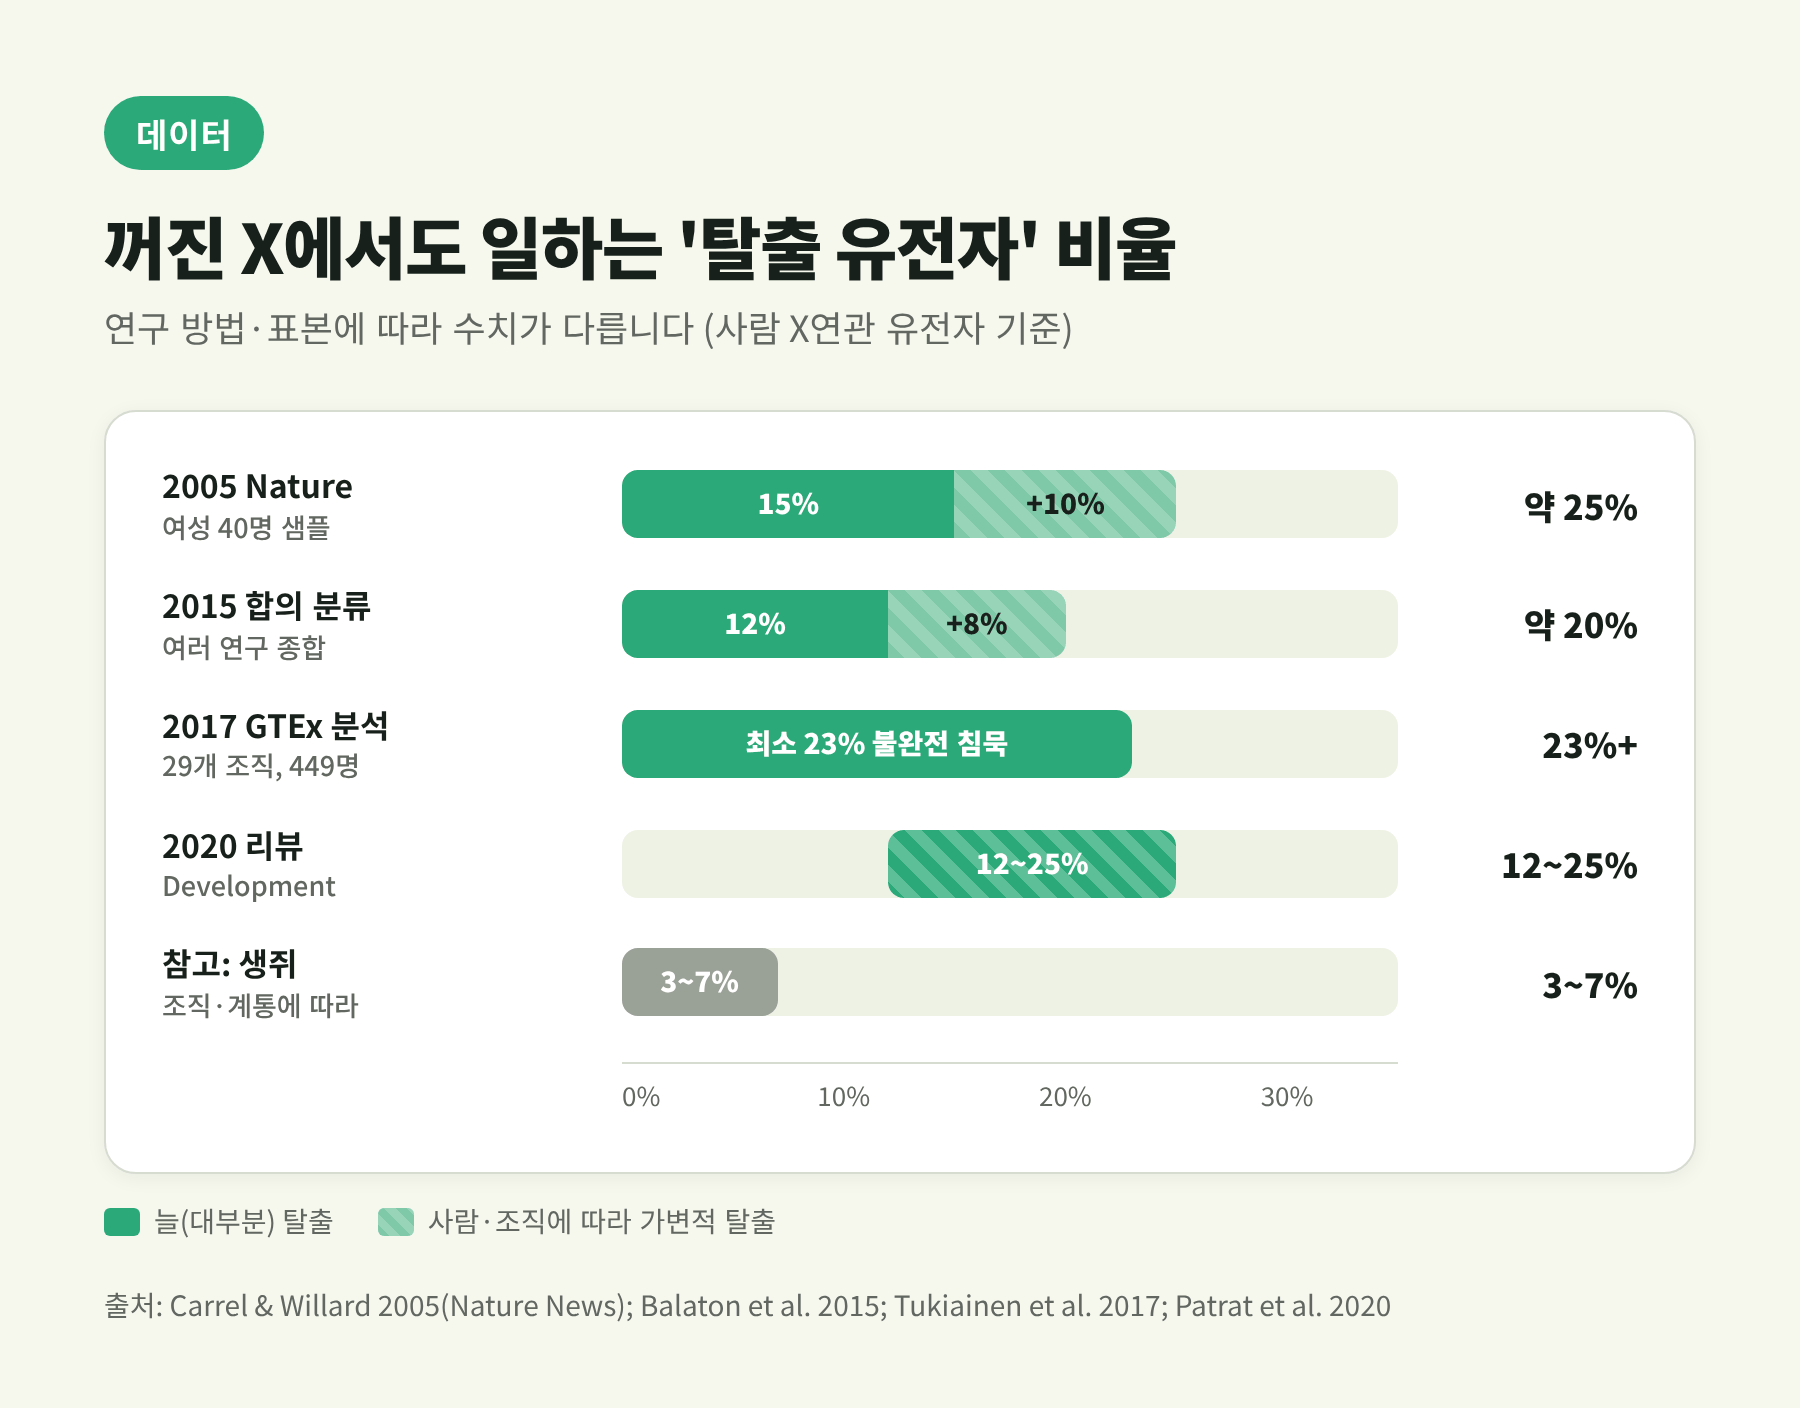 데이터
꺼진 X에서도 일하는 '탈출 유전자' 비율
연구 방법·표본에 따라 수치가 다릅니다 (사람 X연관 유전자 기준)
2005 Nature
여성 40명 샘플
15%
+10%
약 25%
2015 합의 분류
여러 연구 종합
12%
+8%
약 20%
2017 GTEx 분석
29개 조직, 449명
최소 23% 불완전 침묵
23%+
2020 리뷰
Development
12~25%
12~25%
참고: 생쥐
조직·계통에 따라
3~7%
3~7%
0%
10%
20%
30%
늘(대부분) 탈출
사람·조직에 따라 가변적 탈출
출처: Carrel & Willard 2005(Nature News); Balaton et al. 2015; Tukiainen et al. 2017; Patrat et al. 2020